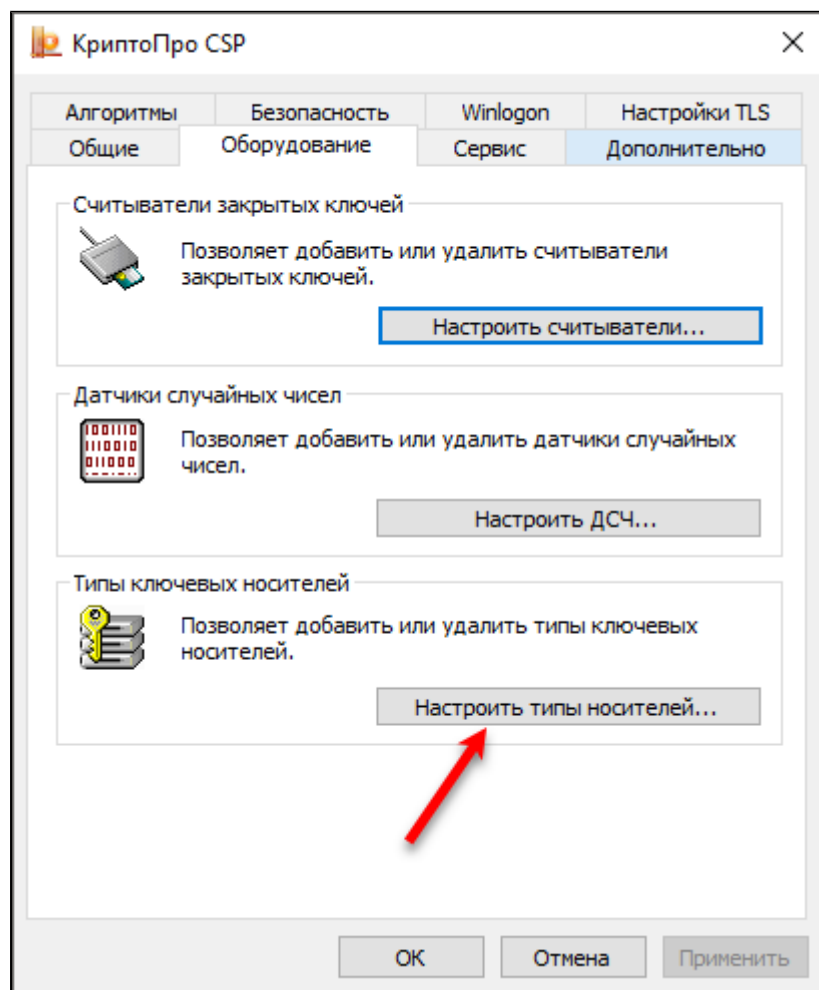 КриптоПро CSP
Алгоритмы Безопасность Winlogon Настройки TLS
Общие Оборудование Сервис Дополнительно
Считыватели закрытых ключей
Позволяет добавить или удалить считыватели
закрытых ключей.
Настроить считыватели...
Датчики случайных чисел
Позволяет добавить или удалить датчики случайных
чисел.
Настроить ДСЧ...
Типы ключевых носителей
Позволяет добавить или удалить типы ключевых
носителей.
Настроить типы носителей...
ОК Отмена Применить